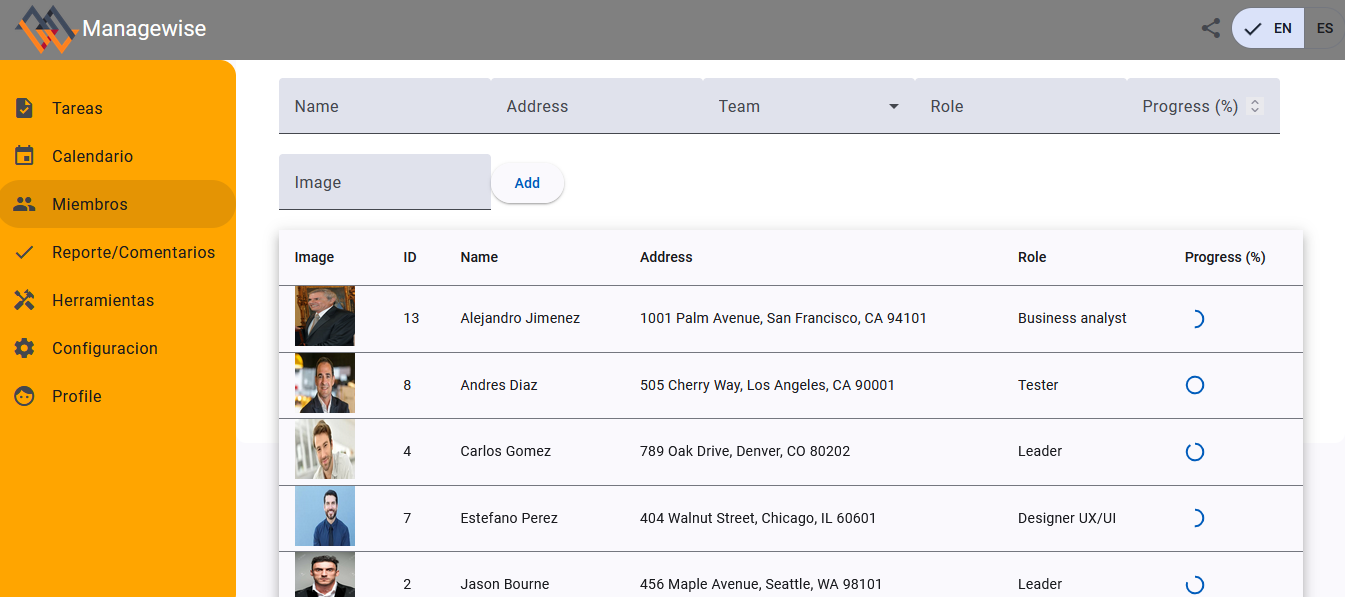 Managewise
EN ES
Tareas
Calendario
Miembros
Reporte/Comentarios
Herramientas
Configuracion
Profile
Name Address Team Role Progress (%)
Image Add
Image ID Name Address Role Progress (%)
13 Alejandro Jimenez 1001 Palm Avenue, San Francisco, CA 94101 Business analyst
8 Andres Diaz 505 Cherry Way, Los Angeles, CA 90001 Tester
4 Carlos Gomez 789 Oak Drive, Denver, CO 80202 Leader
7 Estefano Perez 404 Walnut Street, Chicago, IL 60601 Designer UX/UI
2 Jason Bourne 456 Maple Avenue, Seattle, WA 98101 Leader